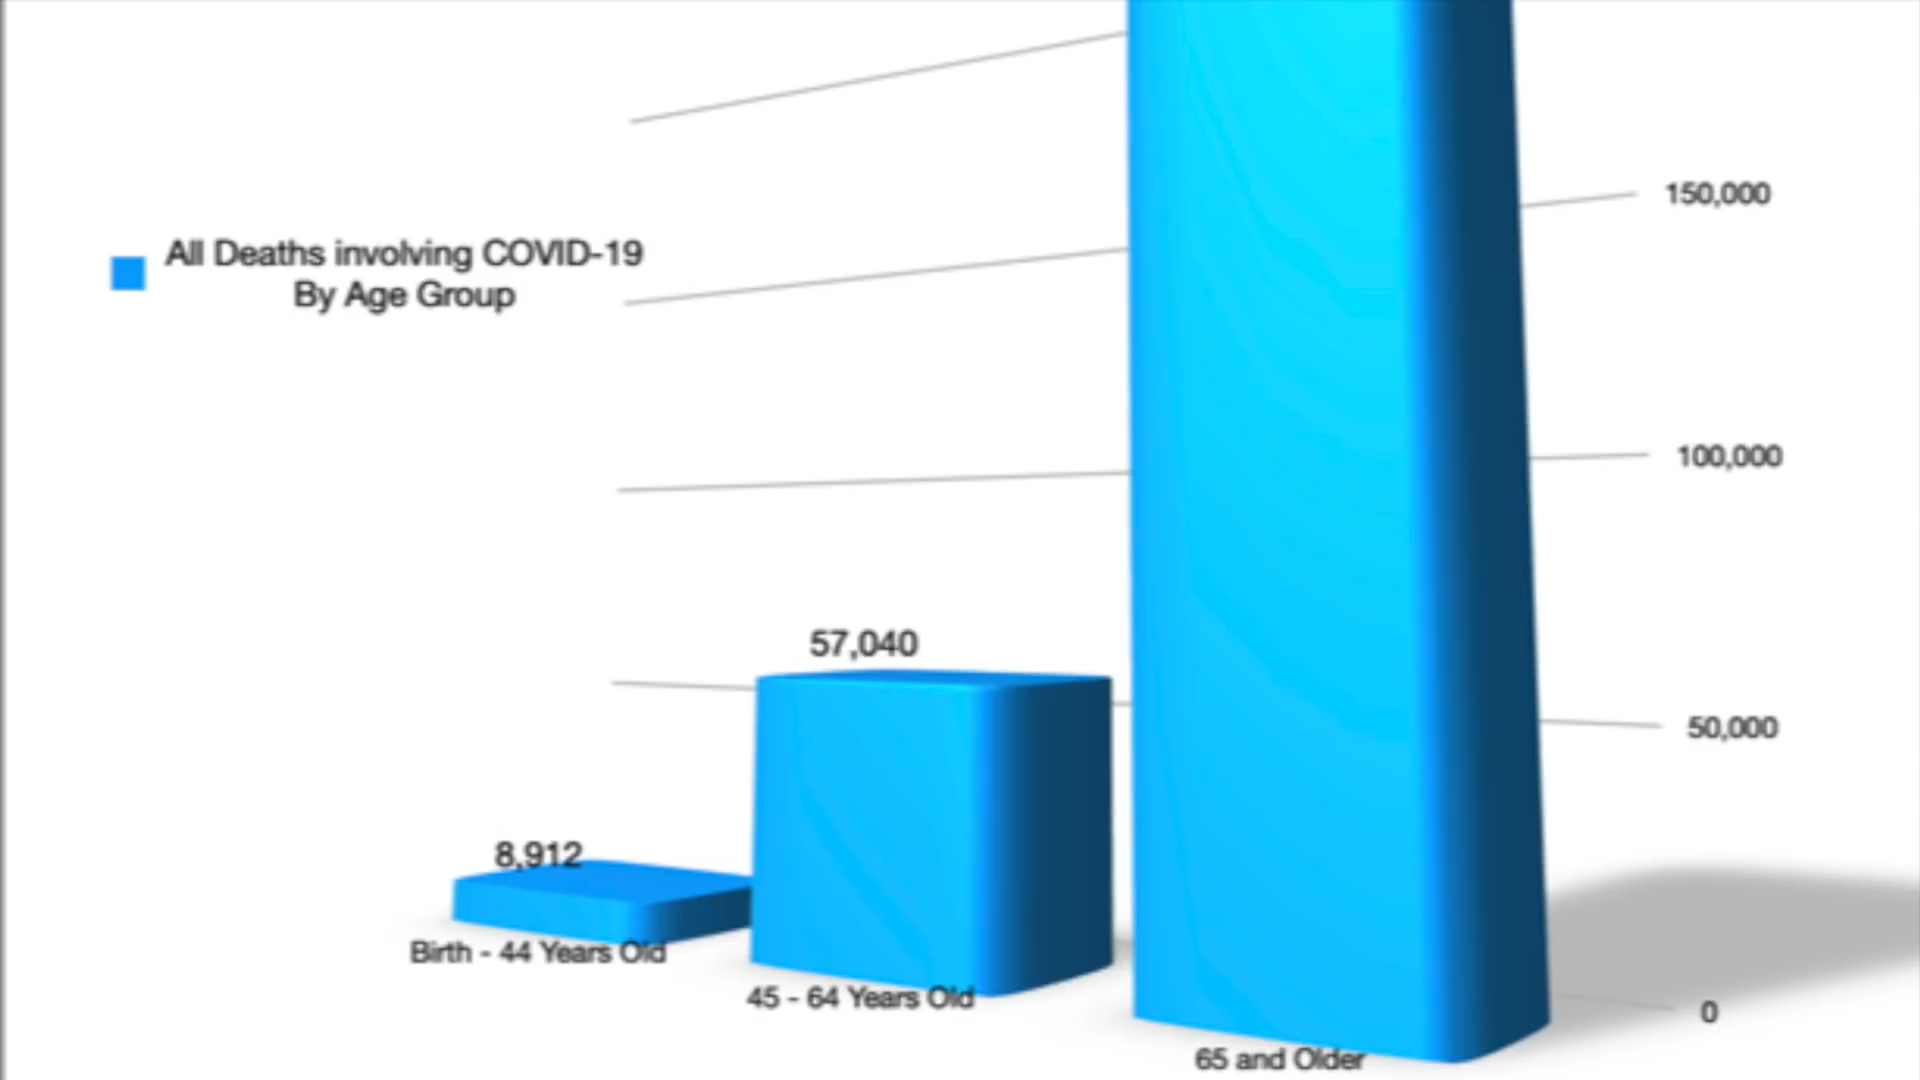 All Deaths involving COVID-19
By Age Group
150,000
100,000
57,040
50,000
8,912
Birth - 44 Years Old
45 - 64 Years Old
0
65 and Older